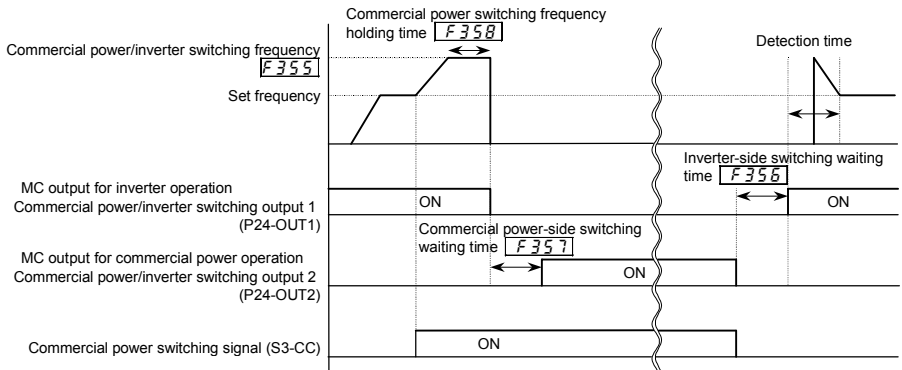 Commercial power switching frequency
holding time F358
Commercial power/inverter switching frequency
F355
Detection time
Set frequency
Inverter-side switching waiting
time F356
MC output for inverter operation
Commercial power/inverter switching output 1
(P24-OUT1)
ON
ON
Commercial power-side switching
waiting time F357
MC output for commercial power operation
Commercial power/inverter switching output 2
(P24-OUT2)
ON
Commercial power switching signal (S3-CC)
ON